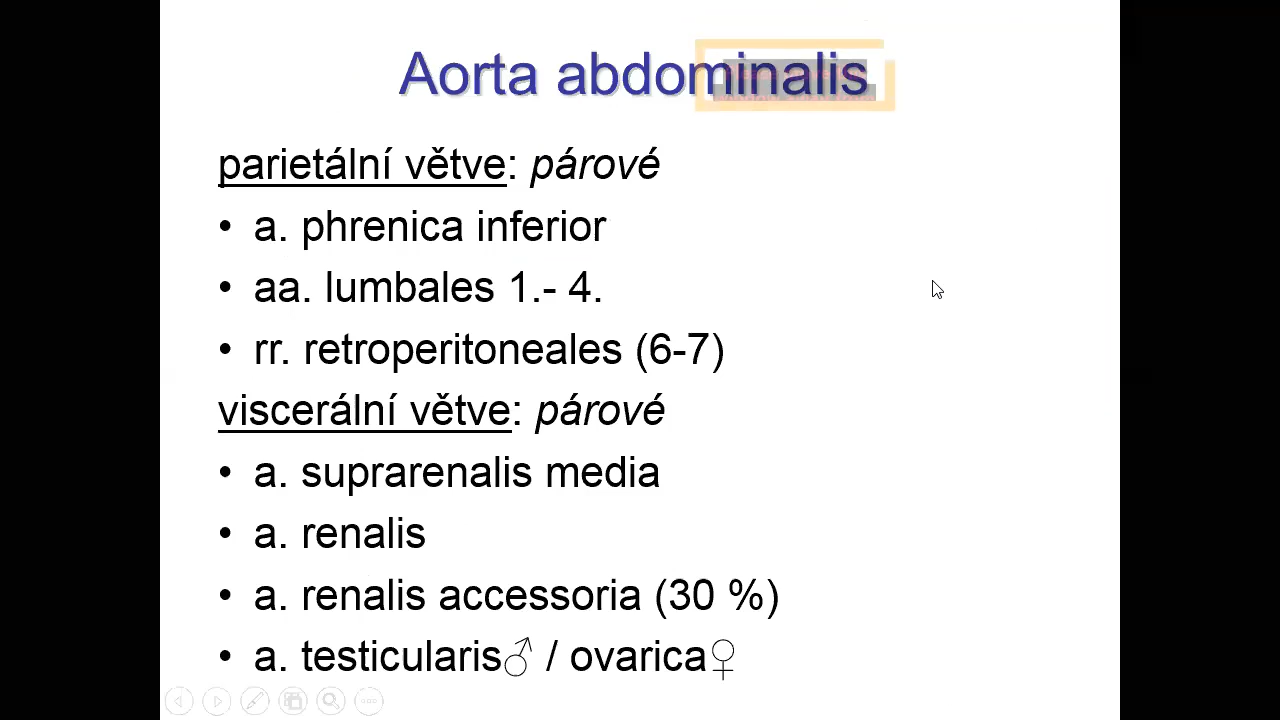 Aorta abdominalis
parietální větve: párové
• a. phrenica inferior
• aa. lumbales 1.- 4.
• rr. retroperitoneales (6-7)
viscerální větve: párové
• a. suprarenalis media
• a. renalis
• a. renalis accessoria (30 %)
• a. testicularis♂ / ovarica♀